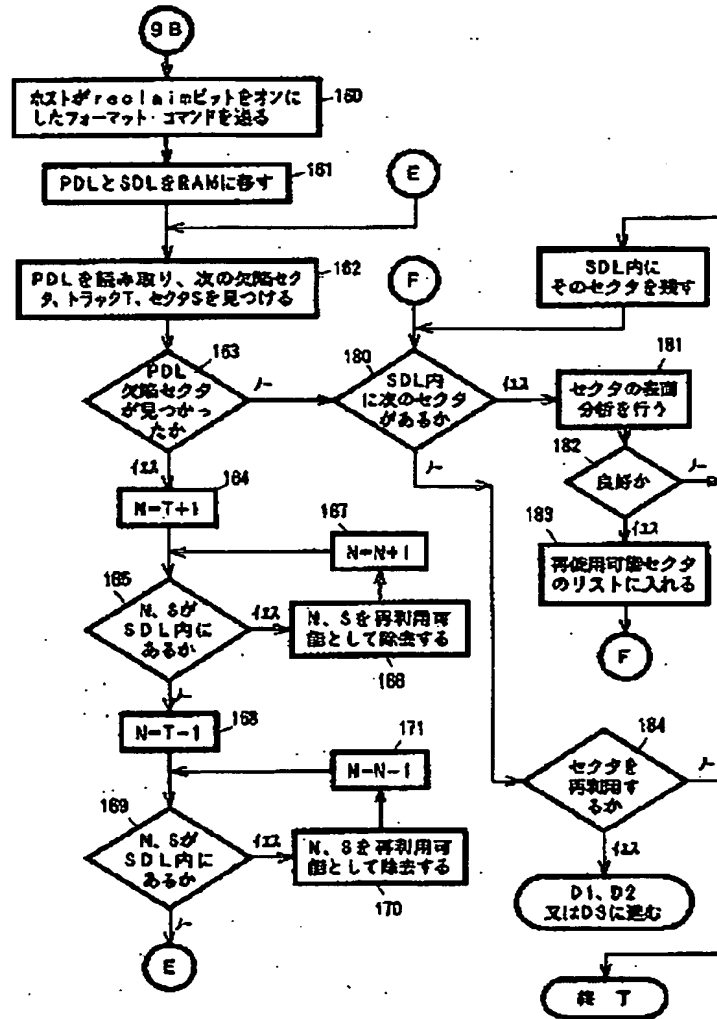 9B
ホストがreclaimビットをオンに
したフォーマット・コマンドを送る
160
PDLとSDLをRAMに移す
161
E
PDLを読み取り、次の欠陥セク
タ、トラックT、セクタSを見つける
162
PDL
欠陥セクタ
が見つかっ
たか
163
ノー
イエス
N=T+1
164
N、Sが
SDL内に
あるか
165
イエス
N、Sを再利用可
能として除去する
166
N=N+1
167
ノー
N=T-1
168
N、Sが
SDL内に
あるか
169
イエス
N、Sを再利用可
能として除去する
170
N=N-1
171
ノー
E
F
SDL内に
そのセクタを残す
SDL内
に次のセクタ
があるか
180
イエス
ノー
セクタの表面
分析を行う
181
良好か
182
ノー
イエス
再使用可能セクタ
のリストに入れる
183
F
セクタを
再利用す
るか
184
ノー
イエス
D1、D2
又はD3に進む
終 了